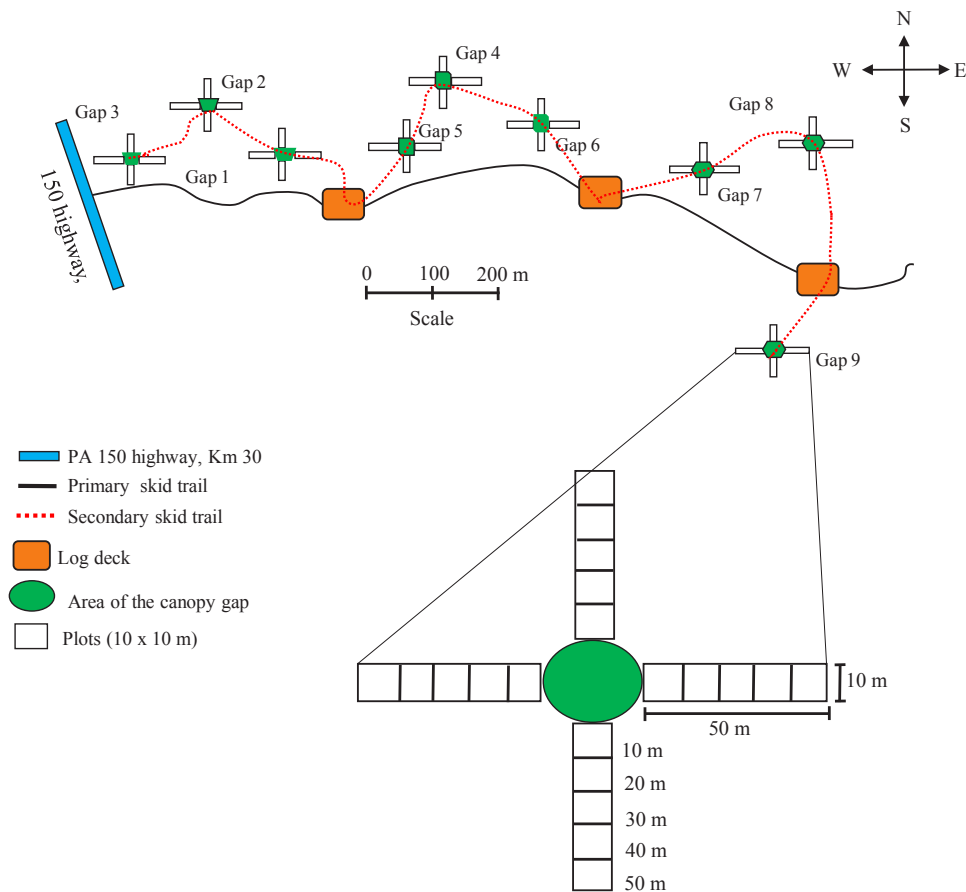 N
W
E
S
Gap 4
Gap 2
Gap 3
Gap 8
Gap 5
Gap 6
Gap 1
Gap 7
150 highway,
0 100 200 m
Scale
Gap 9
PA 150 highway, Km 30
Primary skid trail
Secondary skid trail
Log deck
Area of the canopy gap
Plots (10 x 10 m)
10 m
50 m
10 m
20 m
30 m
40 m
50 m